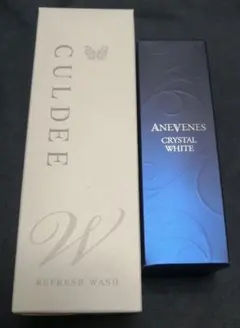 CULDEE
W
REFRESH WASH
ANEVENES
CRYSTAL
WHITE